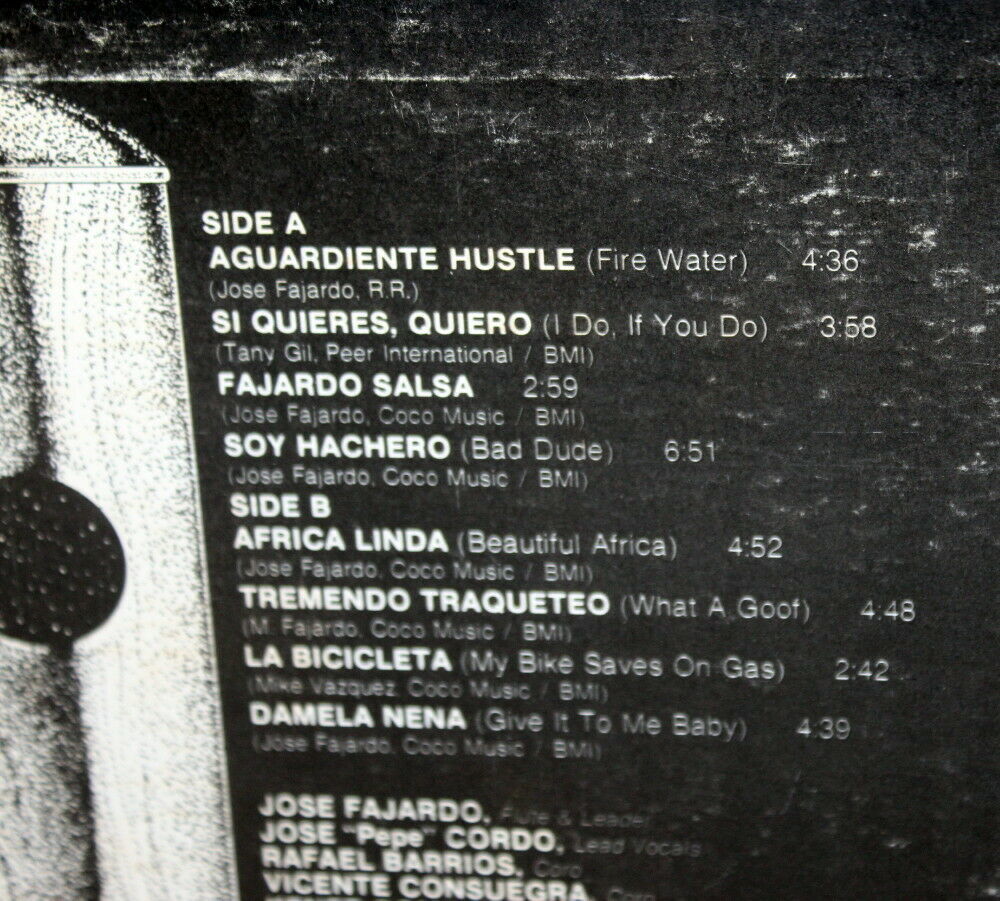 SIDE A
AGUARDIENTE HUSTLE (Fire Water) 4:36
(Jose Fajardo, R.R.)
SI QUIERES, QUIERO (I Do, If You Do) 3:58
(Tany Gil, Peer International / BMI)
FAJARDO SALSA 2:59
(Jose Fajardo, Coco Music / BMI)
SOY HACHERO (Bad Dude) 6:51
(Jose Fajardo, Coco Music / BMI)
SIDE B
AFRICA LINDA (Beautiful Africa) 4:52
(Jose Fajardo, Coco Music / BMI)
TREMENDO TRAQUETEO (What A Goof) 4:48
(M. Fajardo, Coco Music / BMI)
LA BICICLETA (My Bike Saves On Gas) 2:42
(Mike Vazquez, Coco Music / BMI)
DAMELA NENA (Give It To Me Baby) 4:39
(Jose Fajardo, Coco Music / BMI)
JOSE FAJARDO, Flute & Leader
JOSE "Pepe" CORDO, Lead Vocals
RAFAEL BARRIOS, Coro
VICENTE CONSUEGRA, Coro